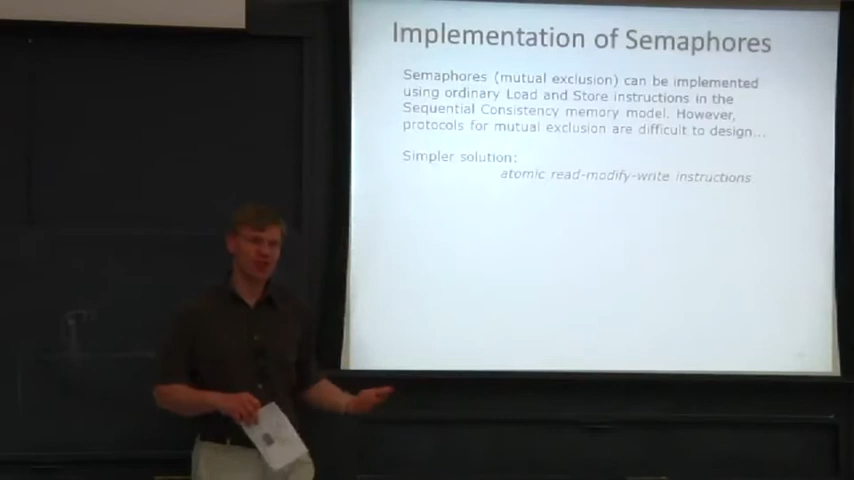 Implementation of Semaphores
Semaphores (mutual exclusion) can be implemented
using ordinary Load and Store instructions in the
Sequential Consistency memory model. However,
protocols for mutual exclusion are difficult to design...
Simpler solution:
atomic read-modify-write instructions